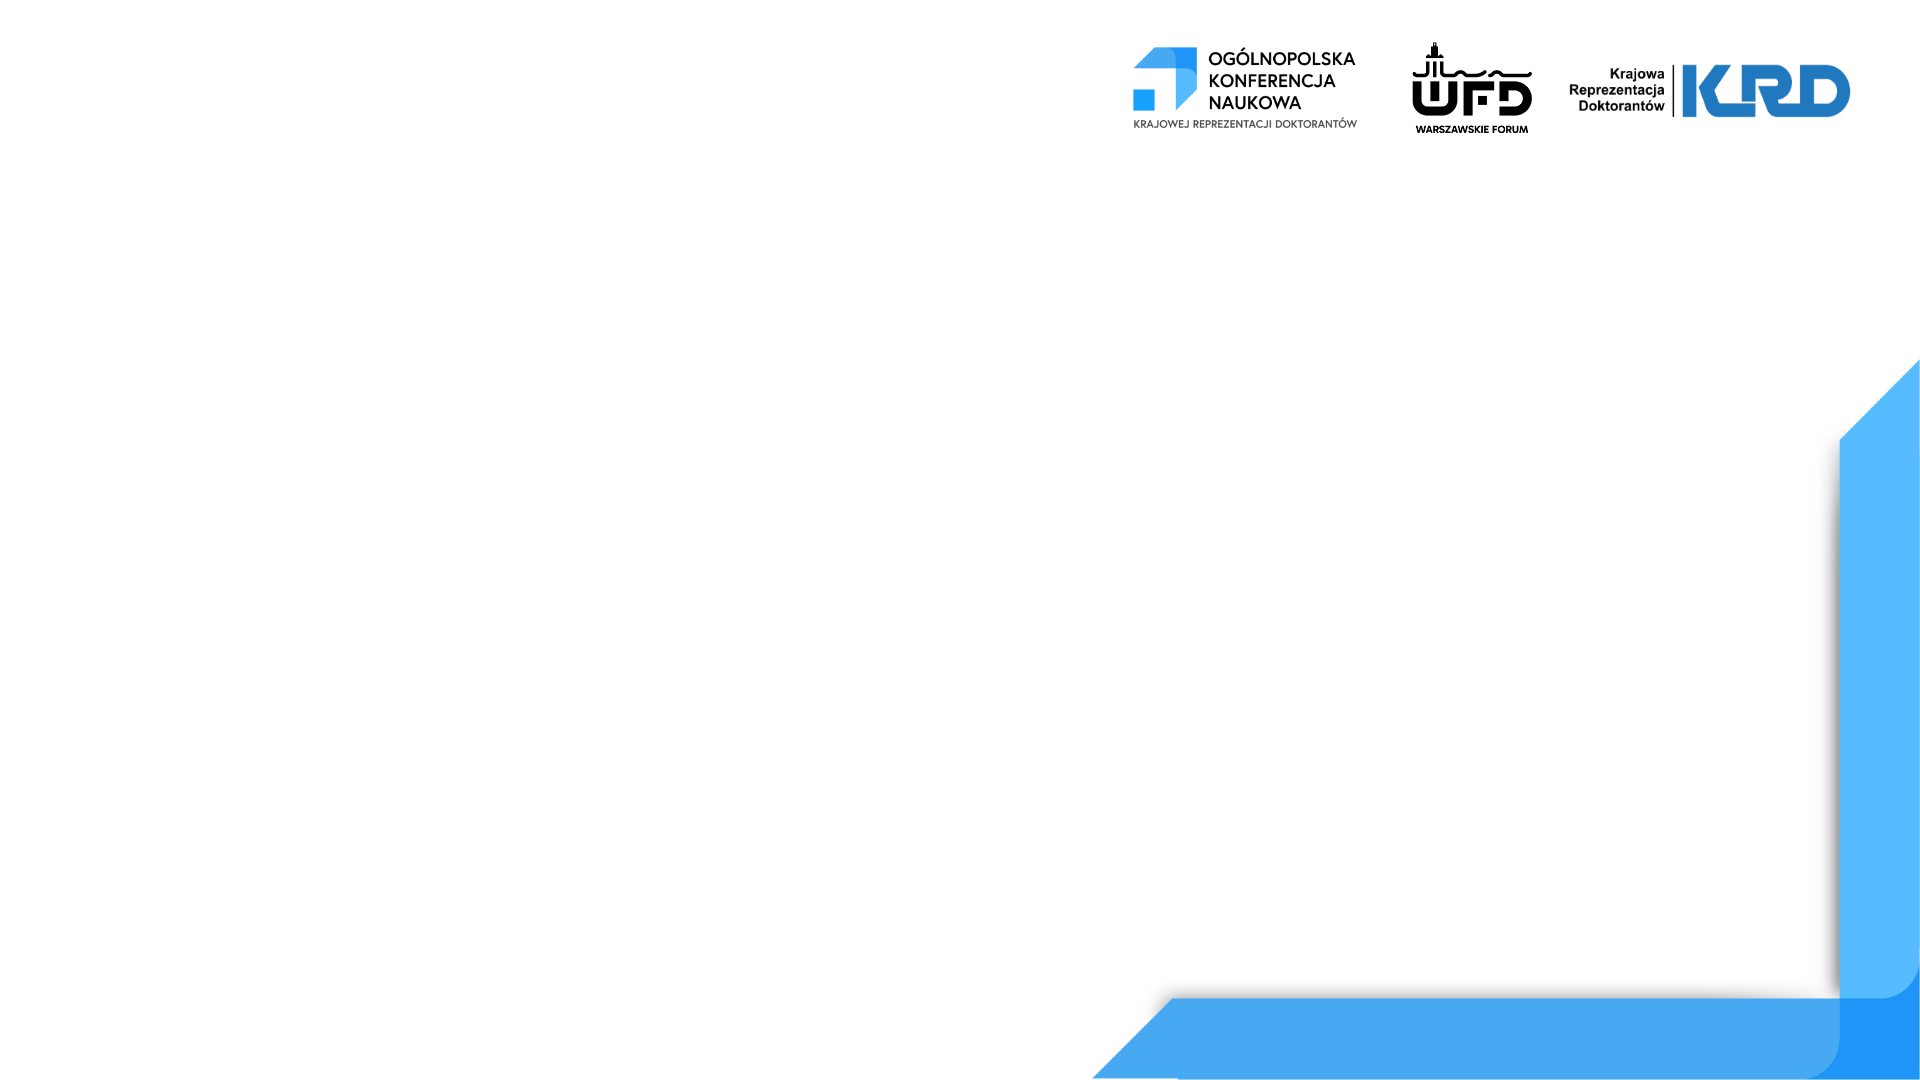 OGÓLNOPOLSKA
KONFERENCJA
NAUKOWA
KRAJOWEJ REPREZENTACJI DOKTORANTÓW
WFD
WARSZAWSKIE FORUM
Krajowa
Reprezentacja
Doktorantów
KRD